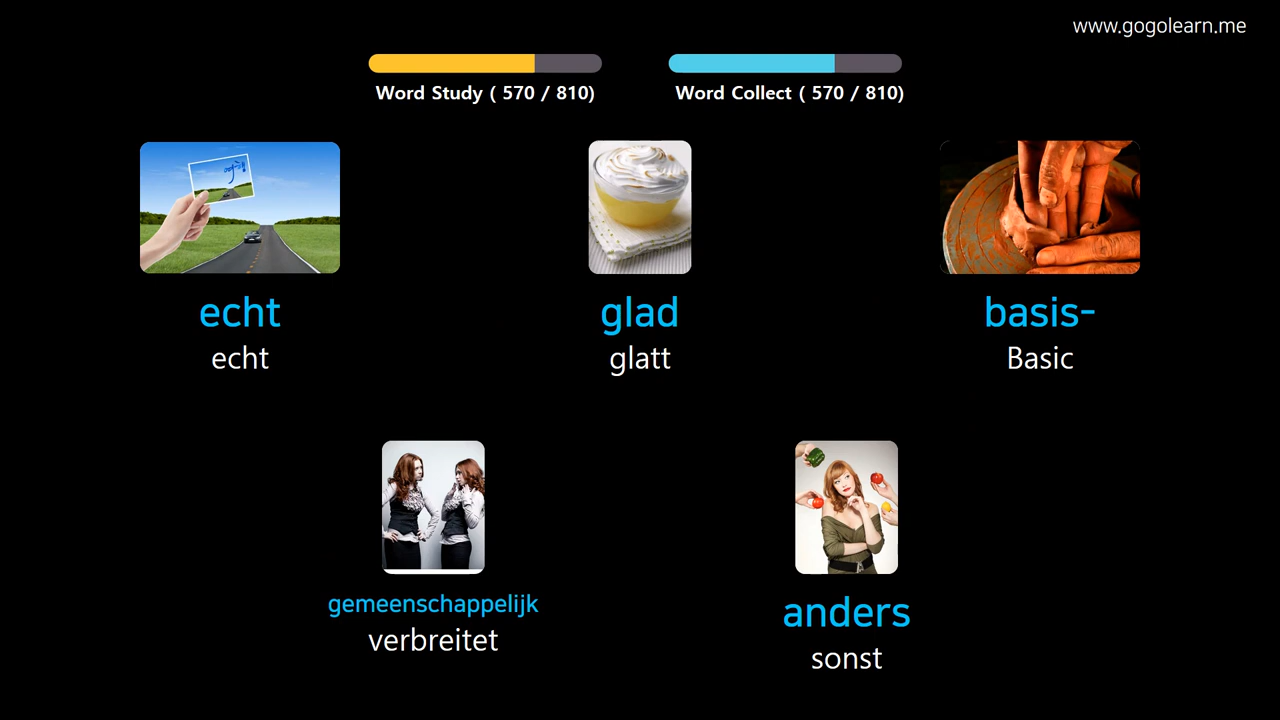 www.gogolearn.me
Word Study ( 570 / 810)
Word Collect ( 570 / 810)
echt
echt
glad
glatt
basis-
Basic
gemeenschappelijk
verbreitet
anders
sonst